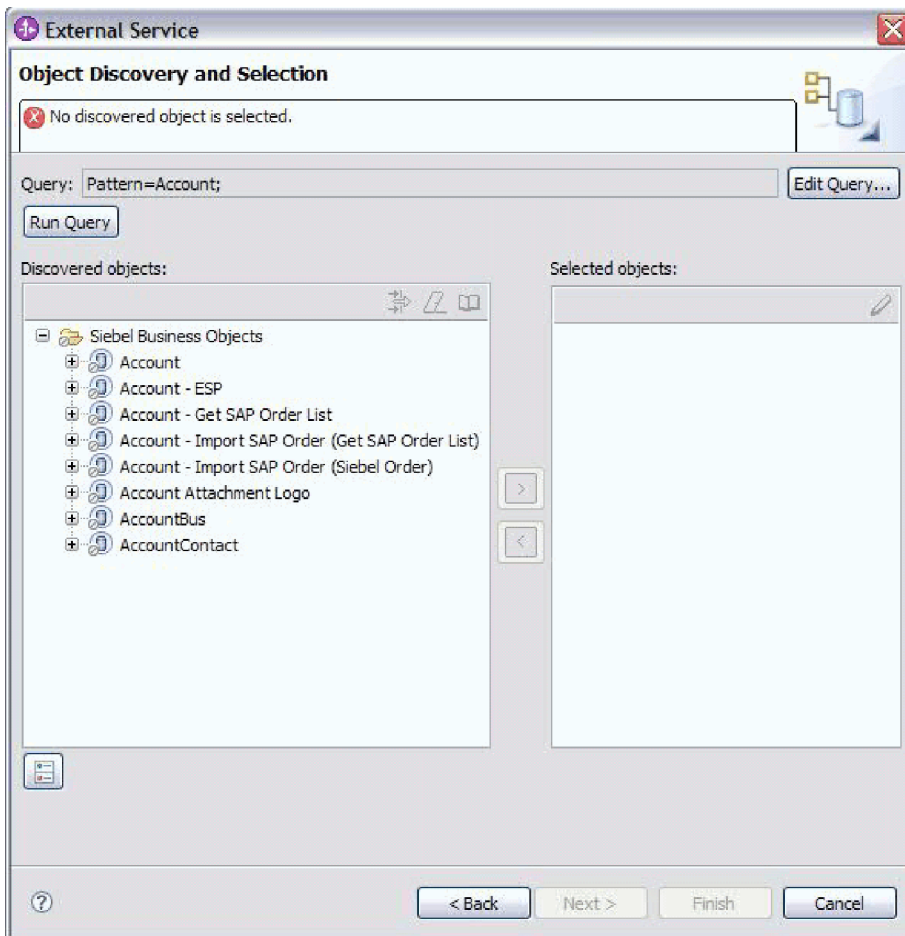 External Service
Object Discovery and Selection
No discovered object is selected.
Query: Pattern=Account; Edit Query...
Run Query
Discovered objects: Selected objects:
Siebel Business Objects
Account
Account - ESP
Account - Get SAP Order List
Account - Import SAP Order (Get SAP Order List)
Account - Import SAP Order (Siebel Order)
Account Attachment Logo
AccountBus
AccountContact
>
<
? < Back Next > Finish Cancel